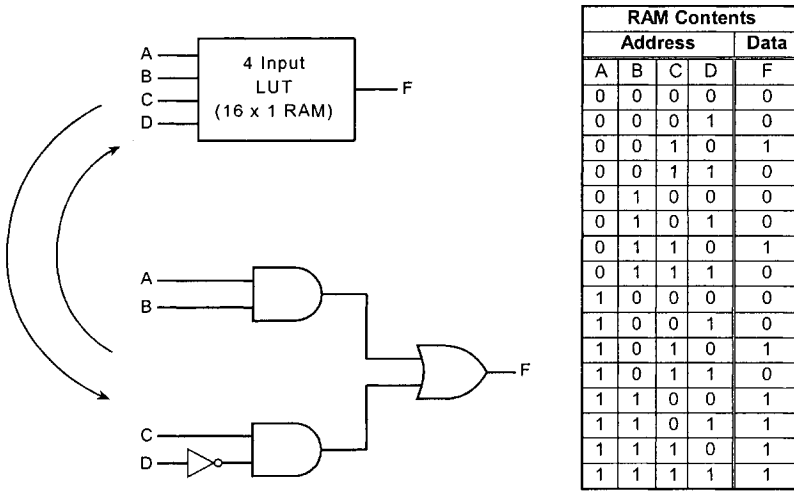 A
B
C
D
4 Input
LUT
(16 x 1 RAM)
F
A
B
C
D
F
RAM Contents
Address Data
A B C D F
0 0 0 0 0
0 0 0 1 0
0 0 1 0 1
0 0 1 1 0
0 1 0 0 0
0 1 0 1 0
0 1 1 0 1
0 1 1 1 0
1 0 0 0 0
1 0 0 1 0
1 0 1 0 1
1 0 1 1 0
1 1 0 0 1
1 1 0 1 1
1 1 1 0 1
1 1 1 1 1